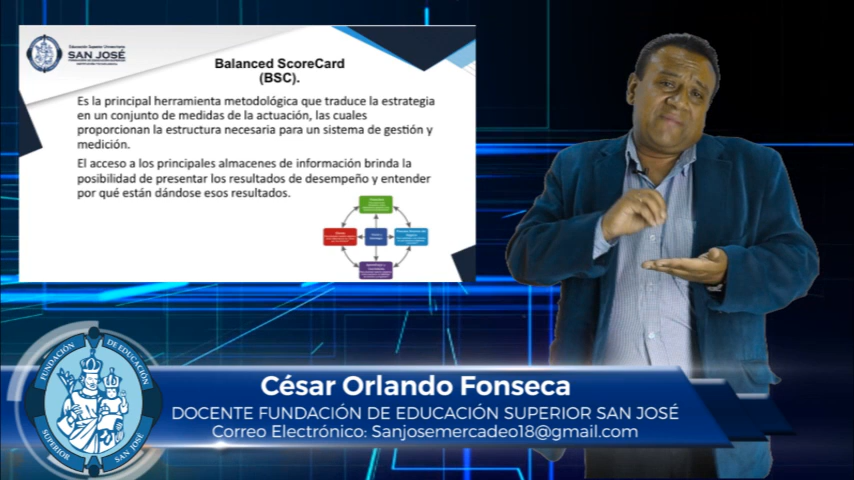 Educación Superior Universitaria
SAN JOSÉ
Balanced ScoreCard
(BSC).
Es la principal herramienta metodológica que traduce la estrategia
en un conjunto de medidas de la actuación, las cuales
proporcionan la estructura necesaria para un sistema de gestión y
medición.
El acceso a los principales almacenes de información brinda la
posibilidad de presentar los resultados de desempeño y entender
por qué están dándose esos resultados.
César Orlando Fonseca
DOCENTE FUNDACIÓN DE EDUCACIÓN SUPERIOR SAN JOSÉ
Correo Electrónico: Sanjosemercadeo18@gmail.com
FUNDACIÓN
DE EDUCACIÓN
SUPERIOR
SAN JOSÉ